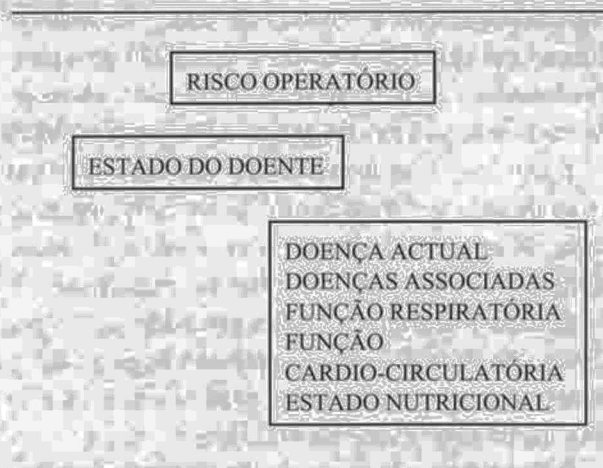 RISCO OPERATÓRIO
ESTADO DO DOENTE
DOENÇA ACTUAL
DOENÇAS ASSOCIADAS
FUNÇÃO RESPIRATÓRIA
FUNÇÃO
CARDIO-CIRCULATÓRIA
ESTADO NUTRICIONAL